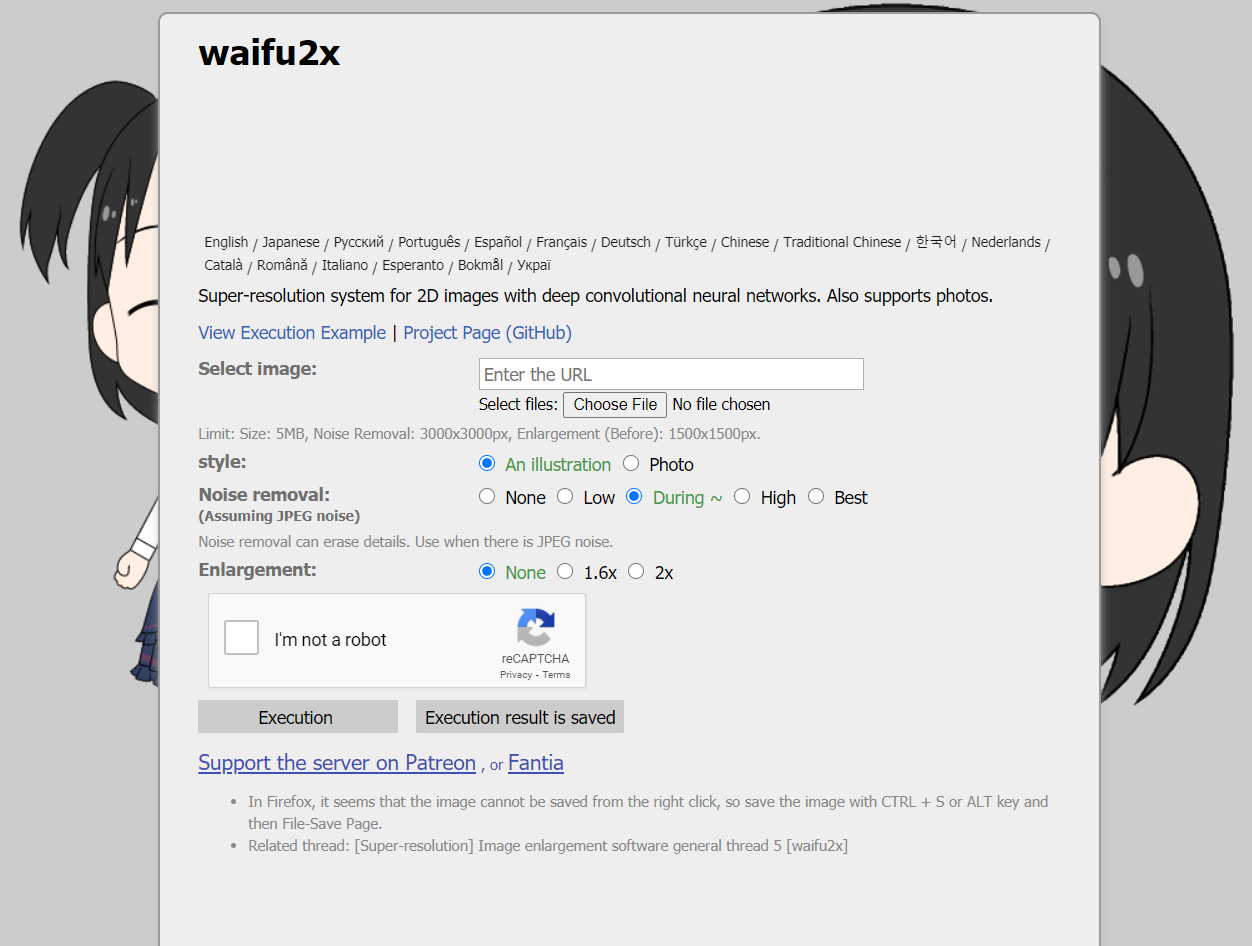 waifu2x
English / Japanese / Русский / Português / Español / Français / Deutsch / Türkçe / Chinese / Traditional Chinese / 한국어 / Nederlands /
Català / Română / Italiano / Esperanto / Bokmål / Украї
Super-resolution system for 2D images with deep convolutional neural networks. Also supports photos.
View Execution Example | Project Page (GitHub)
Select image: Enter the URL
Select files: Choose File No file chosen
Limit: Size: 5MB, Noise Removal: 3000x3000px, Enlargement (Before): 1500x1500px.
style: An illustration Photo
Noise removal: None Low During ~ High Best
(Assuming JPEG noise)
Noise removal can erase details. Use when there is JPEG noise.
Enlargement: None 1.6x 2x
I'm not a robot
reCAPTCHA
Privacy - Terms
Execution Execution result is saved
Support the server on Patreon , or Fantia
• In Firefox, it seems that the image cannot be saved from the right click, so save the image with CTRL + S or ALT key and
then File-Save Page.
• Related thread: [Super-resolution] Image enlargement software general thread 5 [waifu2x]